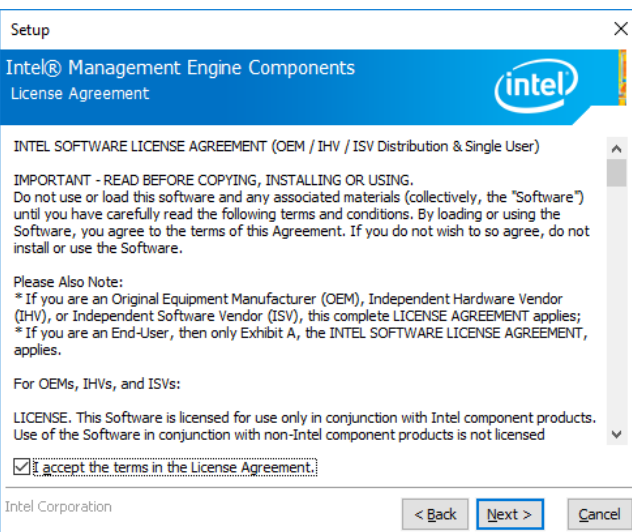 Setup
Intel® Management Engine Components
License Agreement
intel
INTEL SOFTWARE LICENSE AGREEMENT (OEM / IHV / ISV Distribution & Single User)
IMPORTANT - READ BEFORE COPYING, INSTALLING OR USING.
Do not use or load this software and any associated materials (collectively, the "Software")
until you have carefully read the following terms and conditions. By loading or using the
Software, you agree to the terms of this Agreement. If you do not wish to so agree, do not
install or use the Software.
Please Also Note:
* If you are an Original Equipment Manufacturer (OEM), Independent Hardware Vendor
(IHV), or Independent Software Vendor (ISV), this complete LICENSE AGREEMENT applies;
* If you are an End-User, then only Exhibit A, the INTEL SOFTWARE LICENSE AGREEMENT,
applies.
For OEMs, IHVs, and ISVs:
LICENSE. This Software is licensed for use only in conjunction with Intel component products.
Use of the Software in conjunction with non-Intel component products is not licensed
I accept the terms in the License Agreement.
Intel Corporation
< Back Next > Cancel